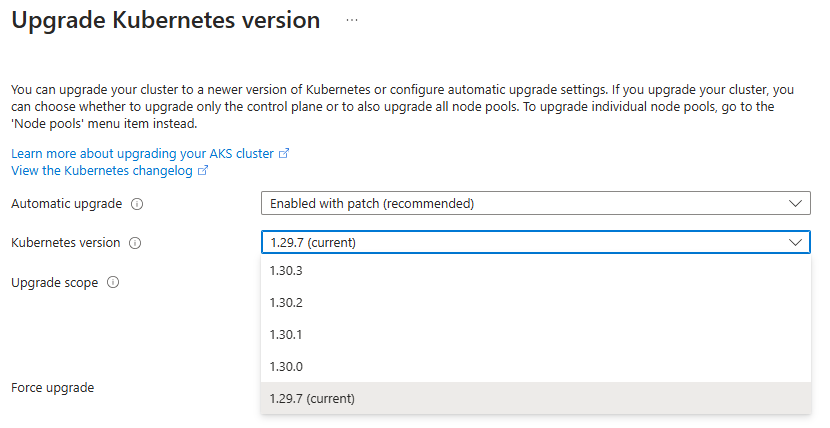 Upgrade Kubernetes version ...
You can upgrade your cluster to a newer version of Kubernetes or configure automatic upgrade settings. If you upgrade your cluster, you
can choose whether to upgrade only the control plane or to also upgrade all node pools. To upgrade individual node pools, go to the
'Node pools' menu item instead.
Learn more about upgrading your AKS cluster
View the Kubernetes changelog
Automatic upgrade Enabled with patch (recommended)
Kubernetes version 1.29.7 (current)
1.30.3
Upgrade scope
1.30.2
1.30.1
1.30.0
Force upgrade
1.29.7 (current)